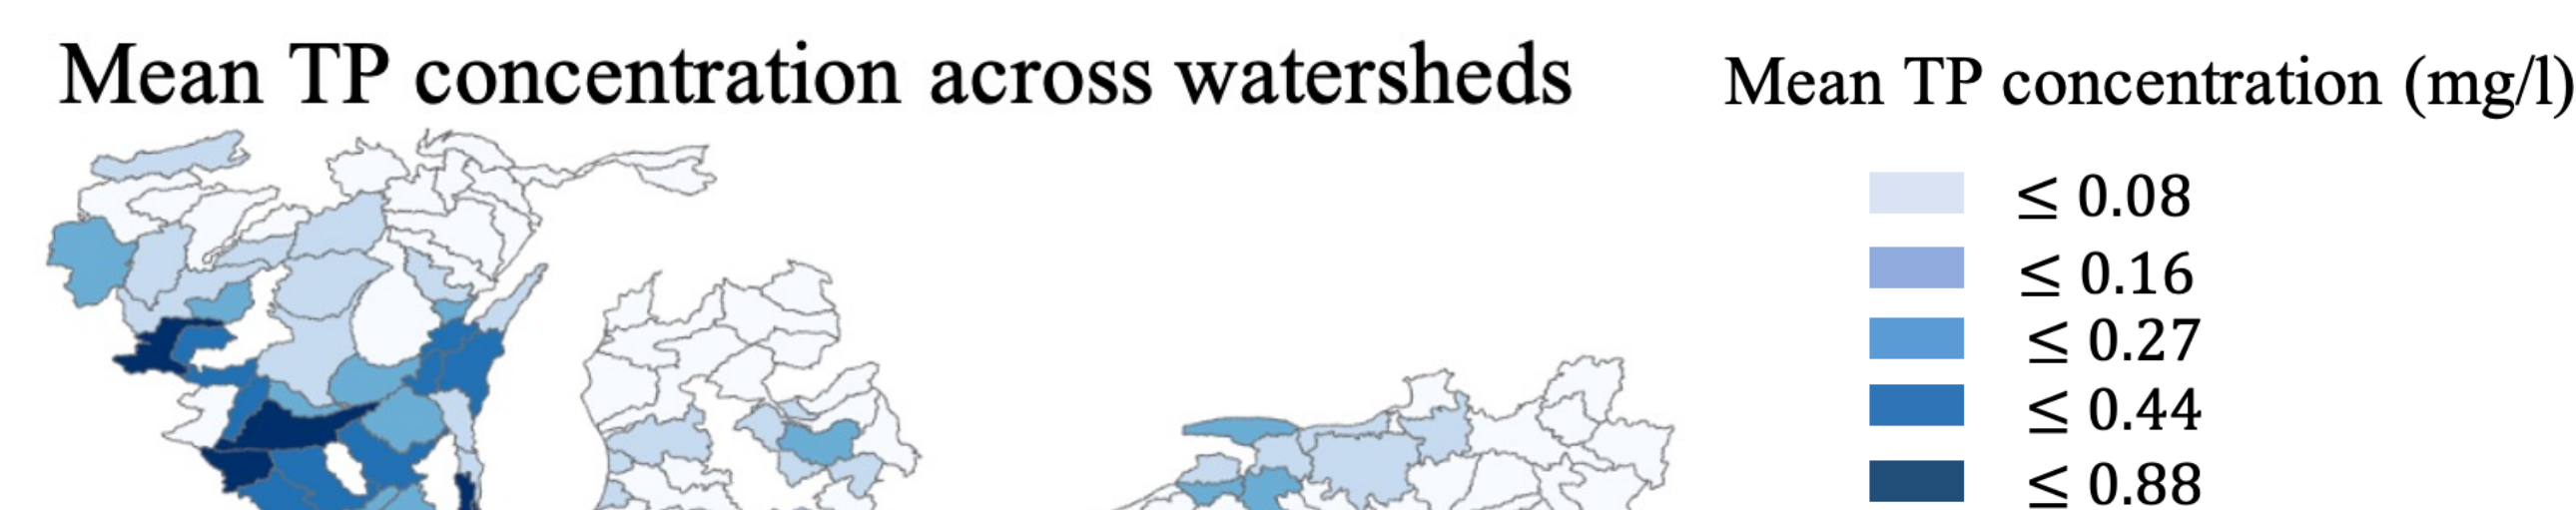 Mean TP concentration across watersheds
Mean TP concentration (mg/l)
≤ 0.08
≤ 0.16
≤ 0.27
≤ 0.44
≤ 0.88